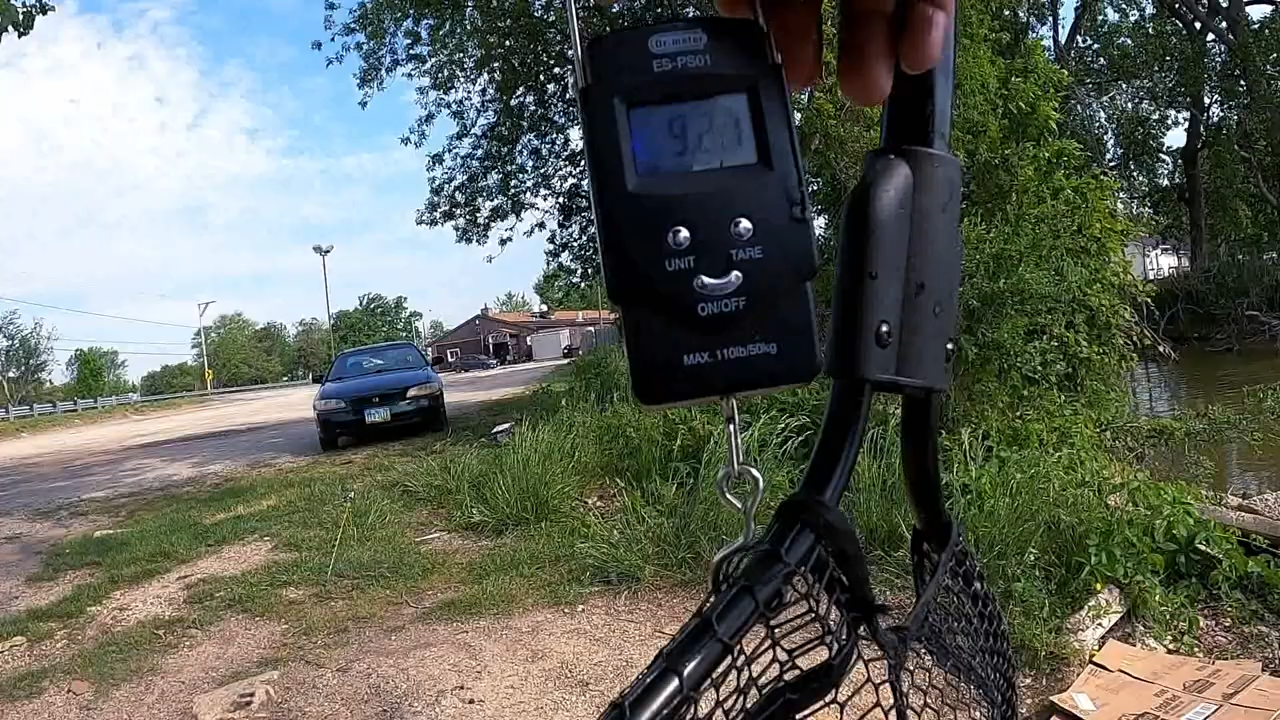 Dr.meter
ES-PS01
UNIT
TARE
ON/OFF
MAX. 110lb/50kg